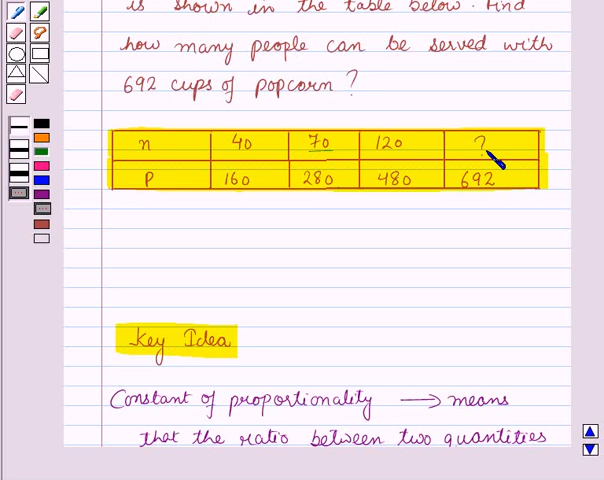 is shown in the table below. Find
how many people can be served with
692 cups of popcorn ?
n 40 70 120 ?
P 160 280 480 692
Key Idea
Constant of proportionality → means
that the ratio between two quantities